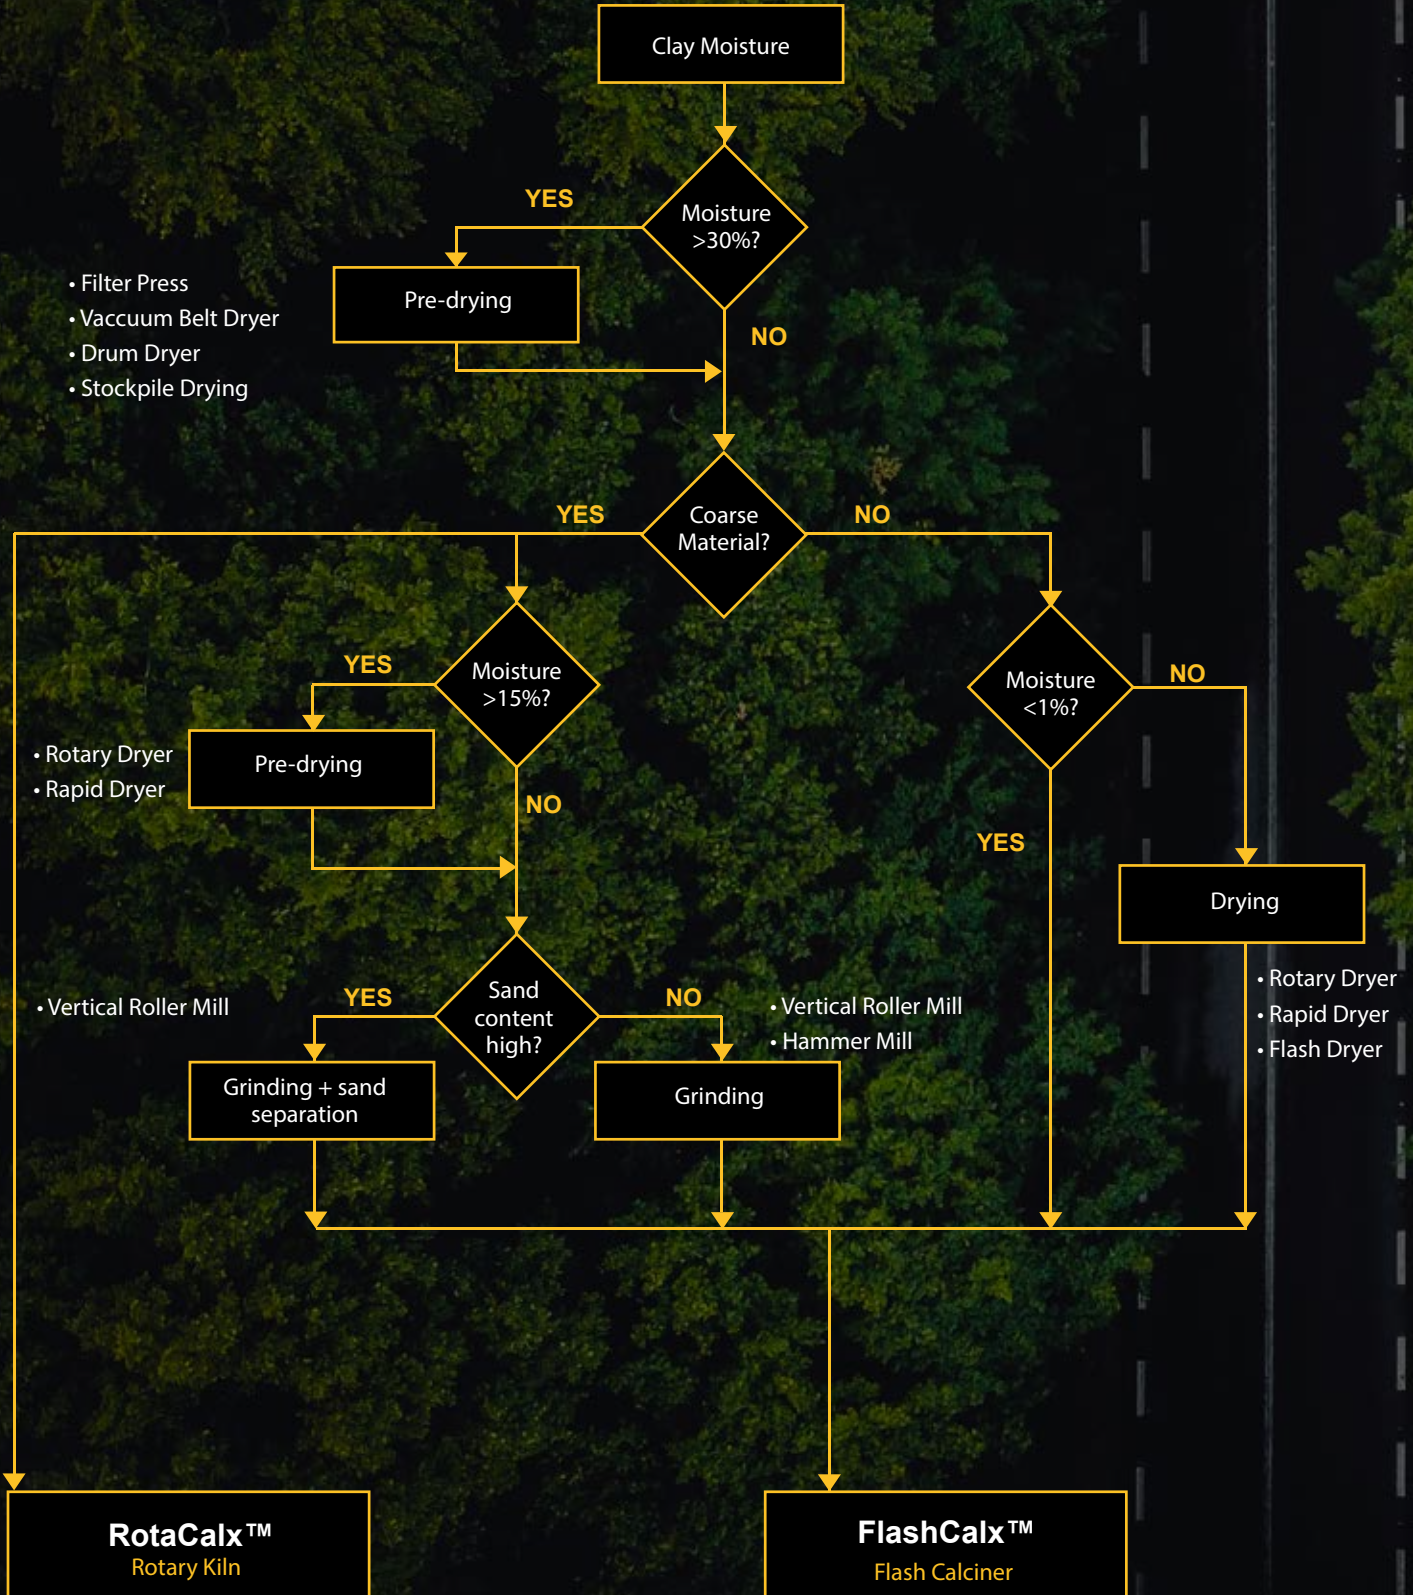 Clay Moisture
YES
Moisture
>30%?
• Filter Press
• Vaccuum Belt Dryer
• Drum Dryer
• Stockpile Drying
Pre-drying
NO
YES
Coarse
Material?
NO
YES
Moisture
>15%?
Moisture
<1%?
NO
• Rotary Dryer
• Rapid Dryer
Pre-drying
NO
YES
Drying
• Rotary Dryer
• Rapid Dryer
• Flash Dryer
• Vertical Roller Mill
YES
Sand
content
high?
NO
• Vertical Roller Mill
• Hammer Mill
Grinding + sand
separation
Grinding
RotaCalx™
Rotary Kiln
FlashCalx™
Flash Calciner